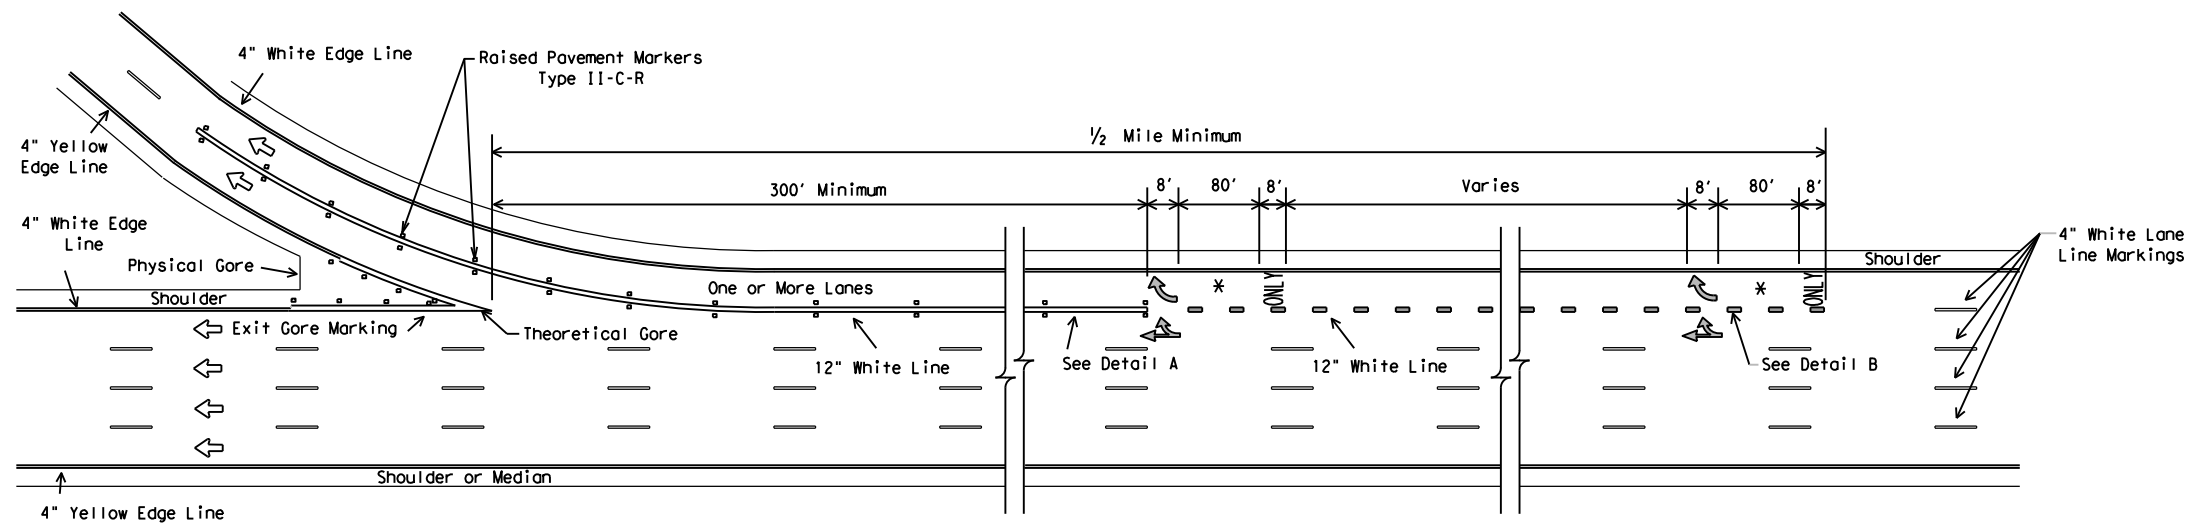 4" White Edge Line
Raised Pavement Markers
Type II-C-R
½ Mile Minimum
4" Yellow
Edge Line
300' Minimum
8'
80'
8'
Varies
8'
80'
8'
4" White Edge
Line
Physical Gore
4" White Lane
Line Markings
Shoulder
Shoulder
One or More Lanes
*
ONLY
*
ONLY
Exit Gore Marking
Theoretical Gore
12" White Line
See Detail A
12" White Line
See Detail B
Shoulder or Median
4" Yellow Edge Line